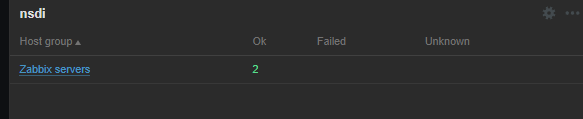 nsdi
Host group ▲ Ok Failed Unknown
Zabbix servers 2